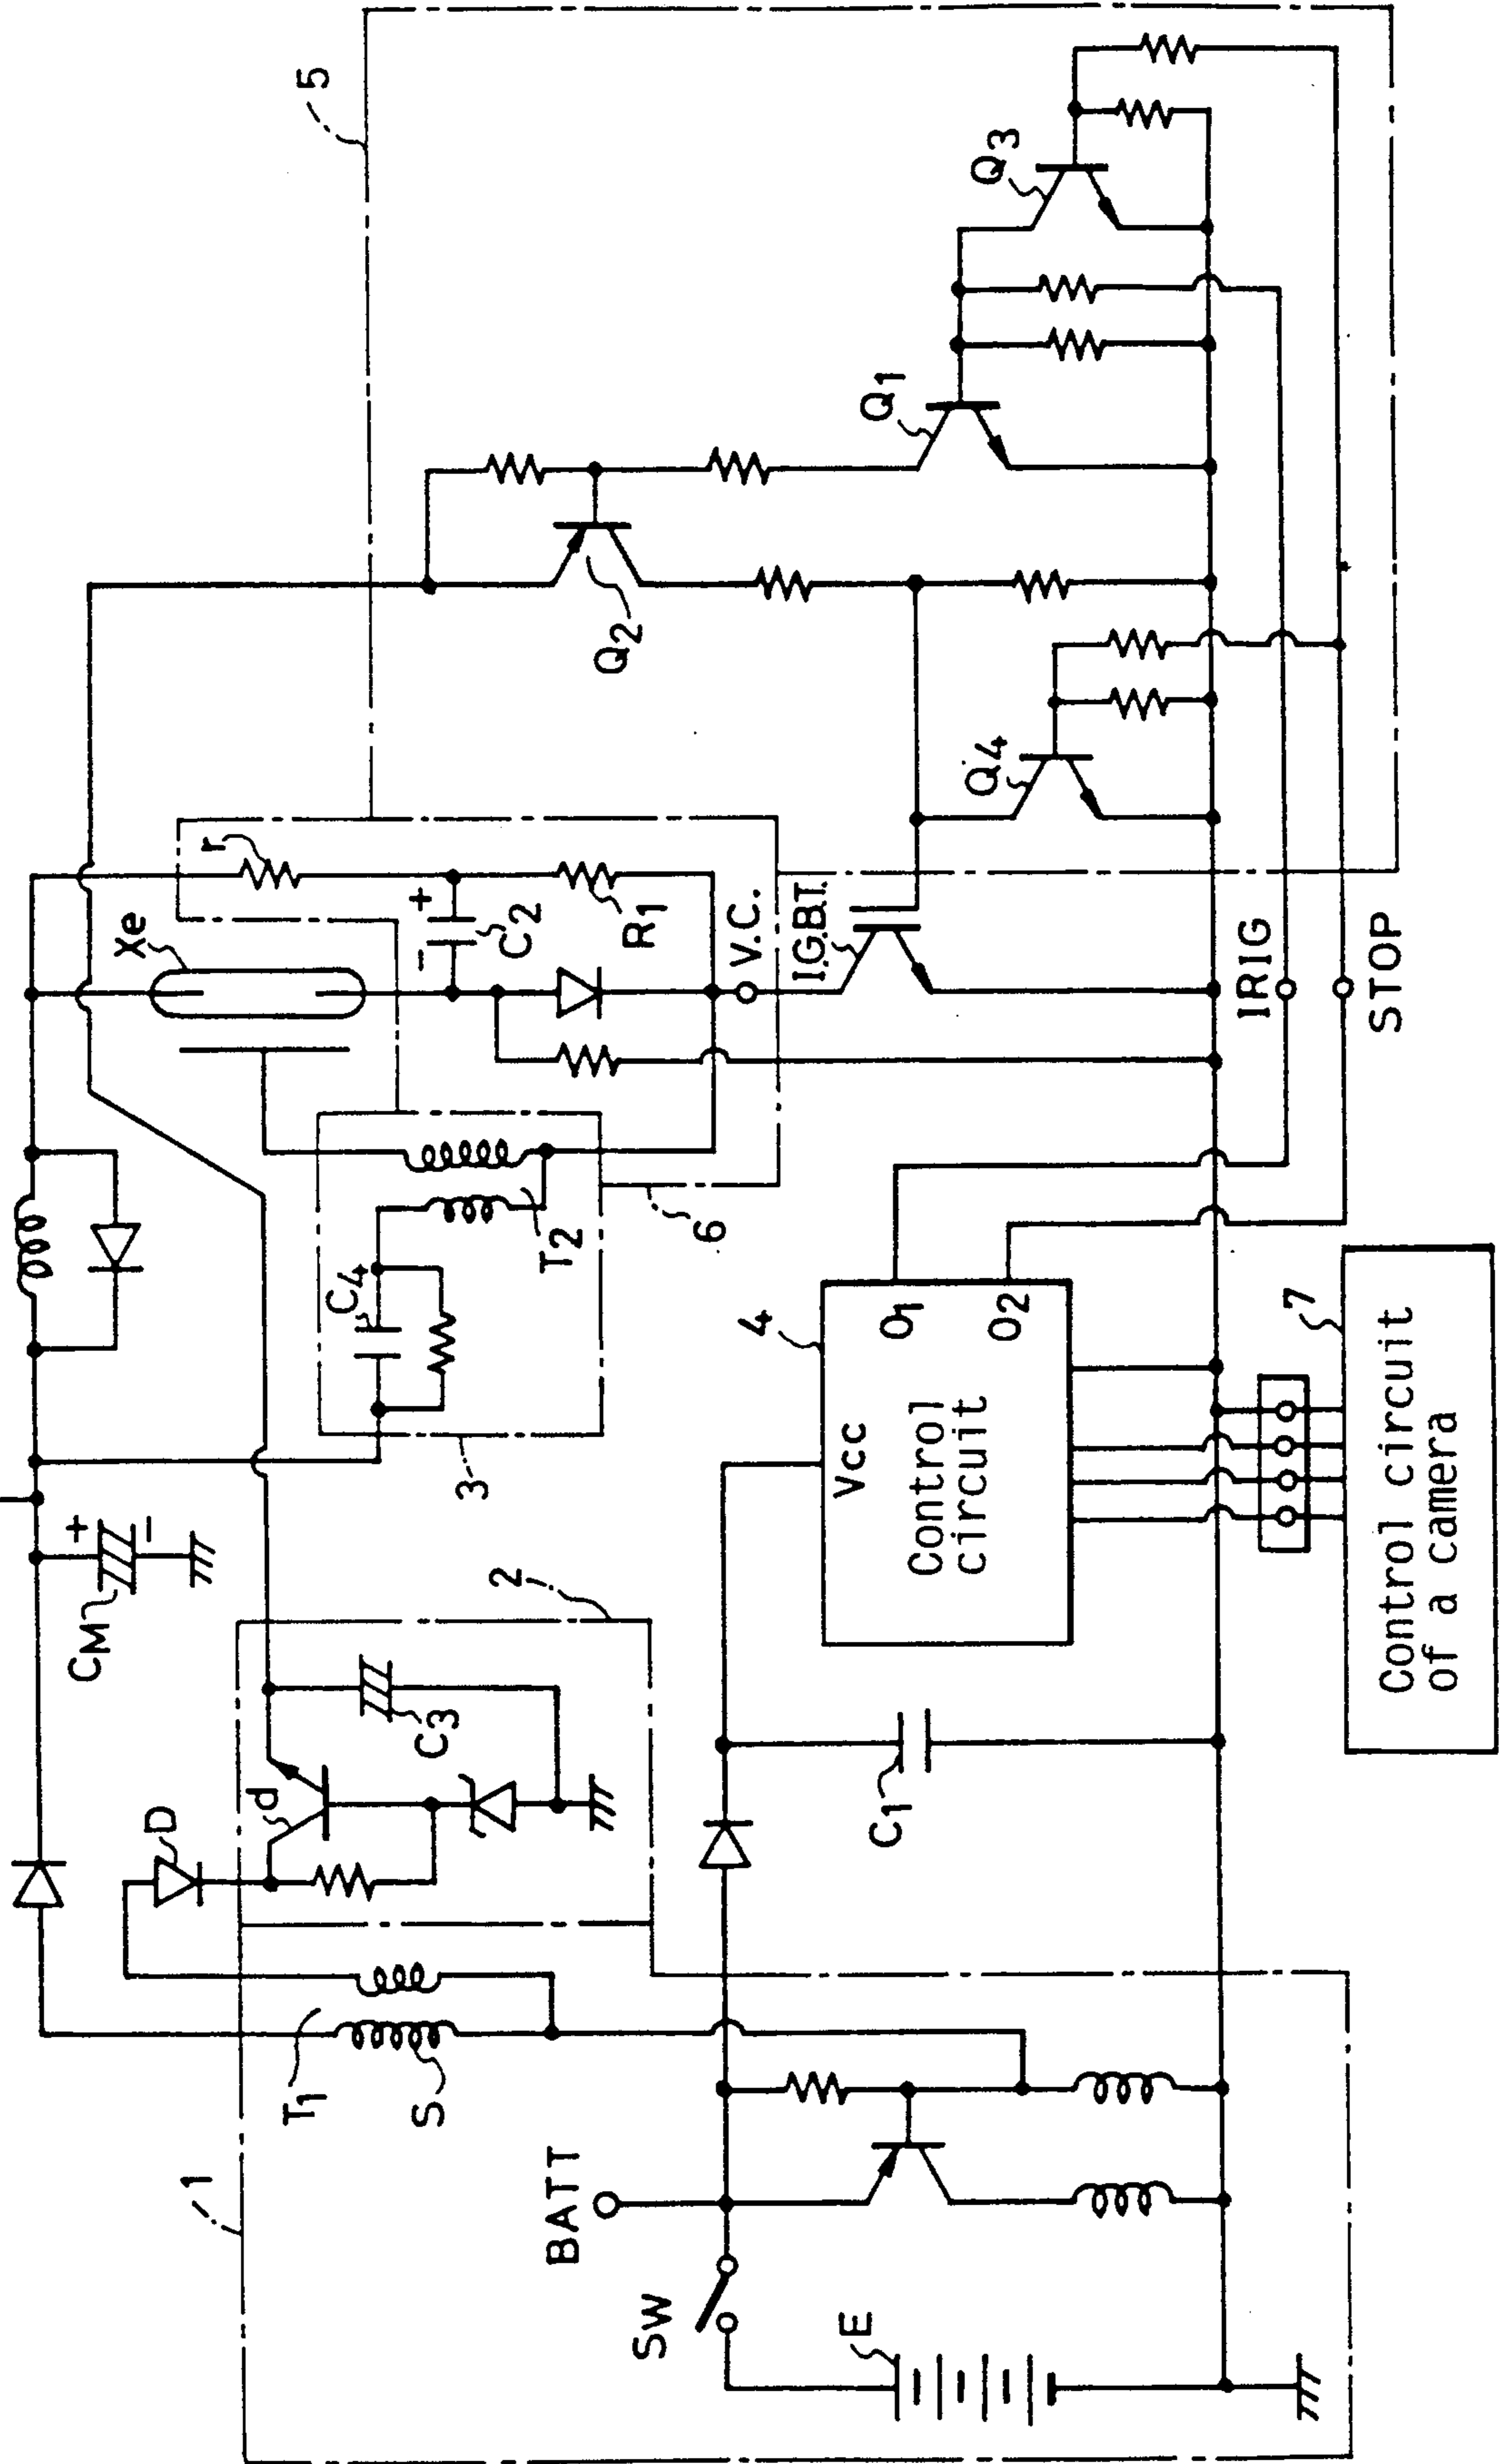 5
r
Xe
+
-
C2
R1
V.C.
I.G.B.T.
Q2
Q1
Q3
Q4
IRIG
STOP
C4
T2
6
3
CM
+
-
2
d
D
C3
T1
S
1
BATT
SW
E
C1
4
Vcc
O1
O2
Control
circuit
7
Control circuit
of a camera